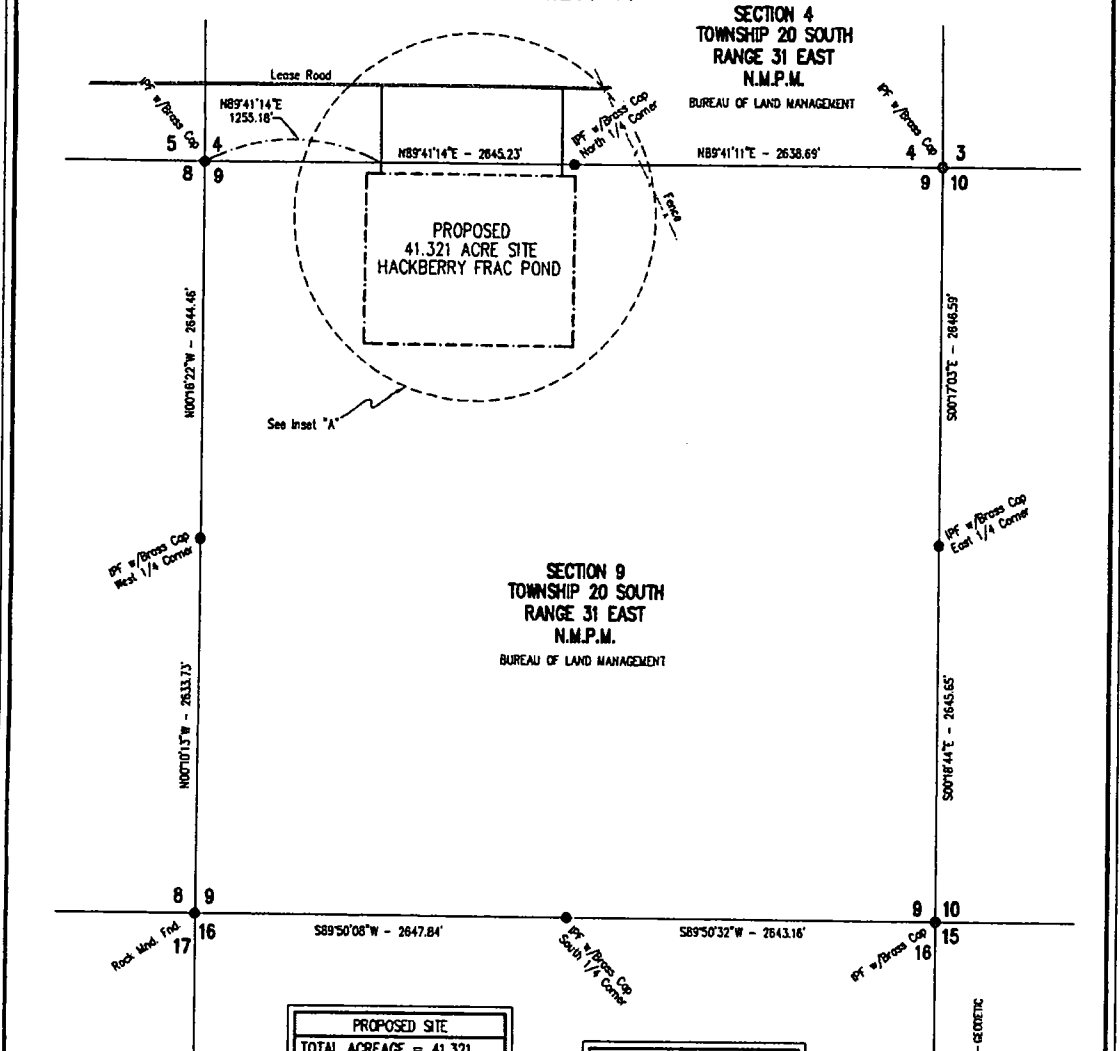 SECTION 4
TOWNSHIP 20 SOUTH
RANGE 31 EAST
N.M.P.M.
BUREAU OF LAND MANAGEMENT
Lease Road
IPF w/Brass Cap
N89°41'14"E
1255.18'
5 4
8 9
N89°41'14"E - 2645.23'
IPF w/Brass Cap
North 1/4 Corner
N89°41'11"E - 2638.69'
IPF w/Brass Cap
4 3
9 10
Fence
PROPOSED
41.321 ACRE SITE
HACKBERRY FRAC POND
N00°16'22"W - 2644.46'
S00°17'03"E - 2646.59'
See Inset "A"
IPF w/Brass Cap
West 1/4 Corner
IPF w/Brass Cap
East 1/4 Corner
SECTION 9
TOWNSHIP 20 SOUTH
RANGE 31 EAST
N.M.P.M.
BUREAU OF LAND MANAGEMENT
N00°10'13"W - 2633.73'
S00°18'44"E - 2645.65'
8 9
17 16
Rock Mnd. Fnd.
S89°50'08"W - 2647.84'
IPF w/Brass Cap
South 1/4 Corner
S89°50'32"W - 2643.16'
9 10
16 15
IPF w/Brass Cap
PROPOSED SITE
TOTAL ACREAGE = 41.321
- GEODETIC